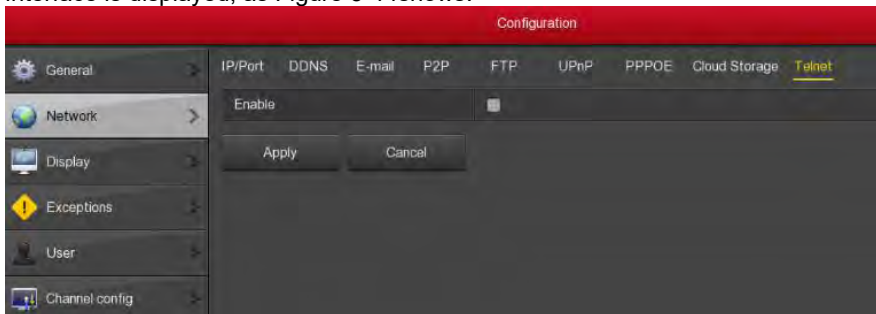 Configuration
General
IP/Port DDNS E-mail P2P FTP UPnP PPPOE Cloud Storage Telnet
Network
Enable
Display
Apply Cancel
Exceptions
User
Channel config